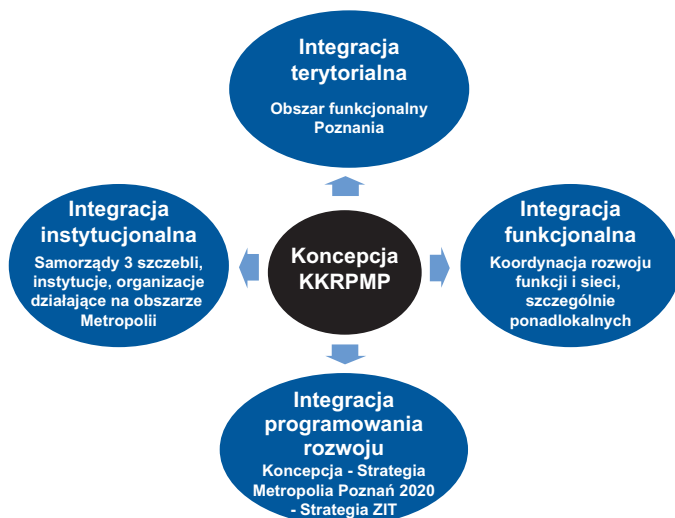 Integracja
terytorialna
Obszar funkcjonalny
Poznania
Integracja
instytucjonalna
Samorządy 3 szczebli,
instytucje, organizacje
działające na obszarze
Metropolii
Koncepcja
KKRPMP
Integracja
funkcjonalna
Koordynacja rozwoju
funkcji i sieci,
szczególnie
ponadlokalnych
Integracja
programowania
rozwoju
Koncepcja - Strategia
Metropolia Poznań 2020
- Strategia ZIT